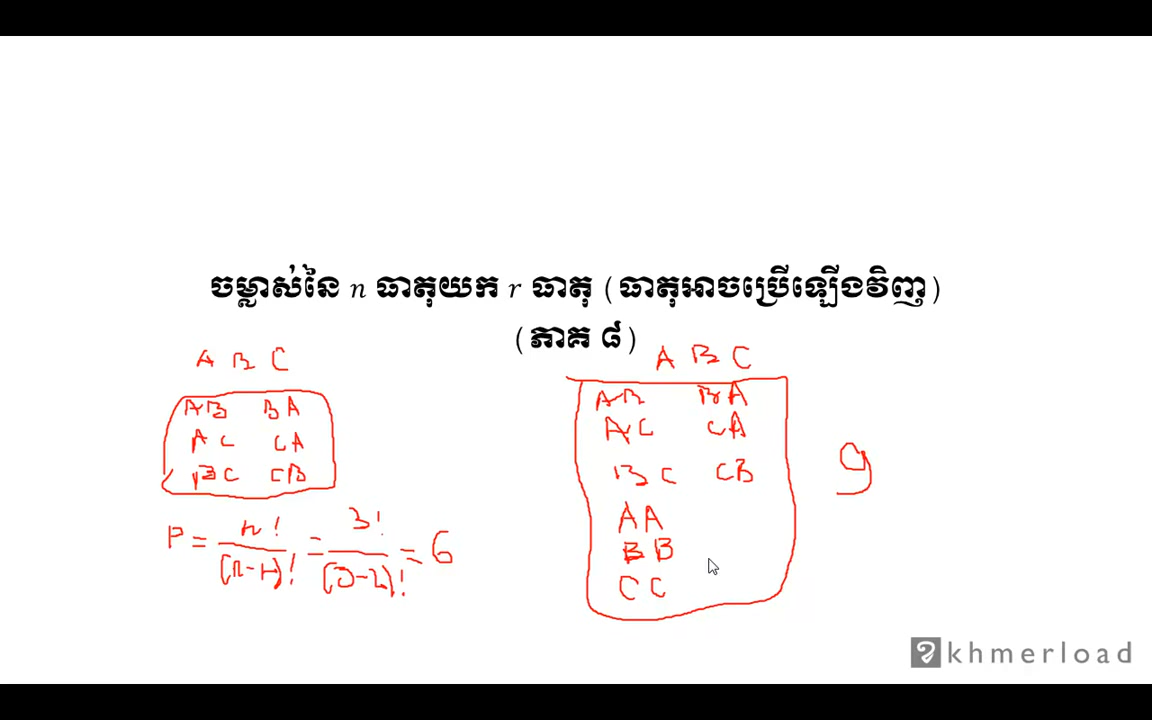 ចម្លាស់នៃ n ធាតុយក r ធាតុ (ធាតុអាចប្រើឡើងវិញ)
(ភាគ ៨)
A B C
AB BA
AC CA
BC CB
P = n! / (n-r)! = 3! / (3-2)! = 6
A B C
AB BA
AC CA
BC CB
AA
BB
CC
9
khmerload